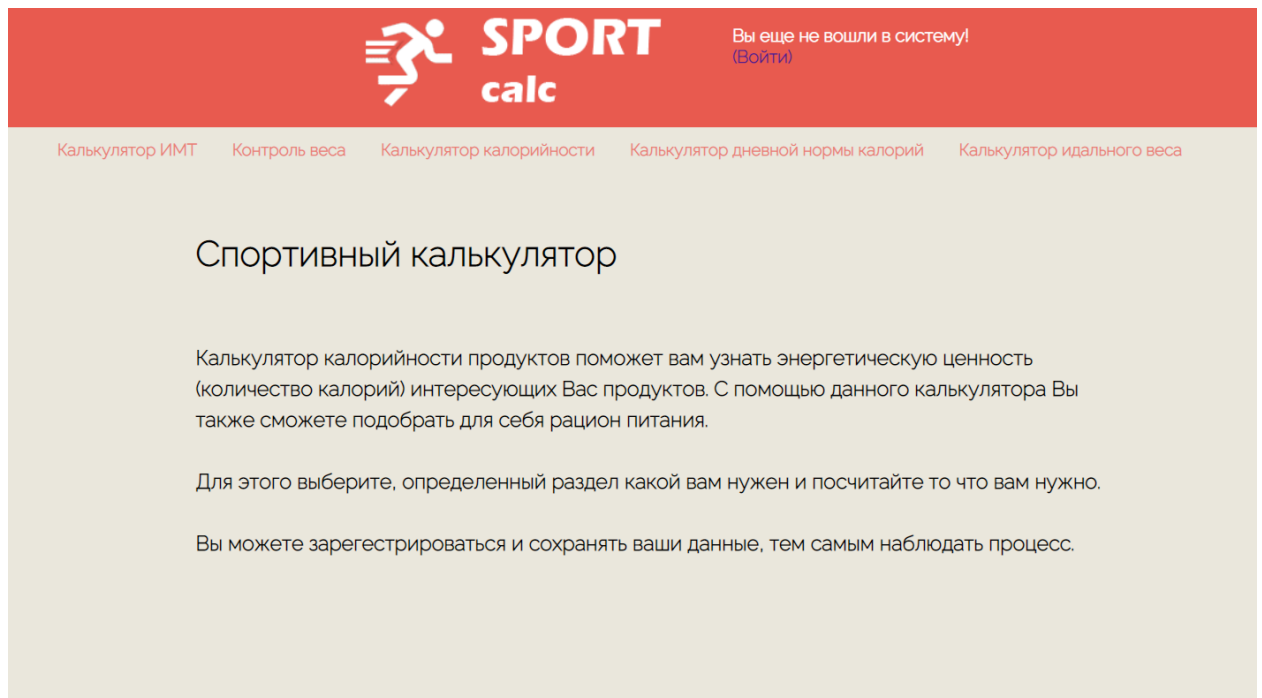 SPORT
calc
Вы еще не вошли в систему!
(Войти)
Калькулятор ИМТ Контроль веса Калькулятор калорийности Калькулятор дневной нормы калорий Калькулятор идального веса
Спортивный калькулятор
Калькулятор калорийности продуктов поможет вам узнать энергетическую ценность
(количество калорий) интересующих Вас продуктов. С помощью данного калькулятора Вы
также сможете подобрать для себя рацион питания.
Для этого выберите, определенный раздел какой вам нужен и посчитайте то что вам нужно.
Вы можете зарегестрироваться и сохранять ваши данные, тем самым наблюдать процесс.